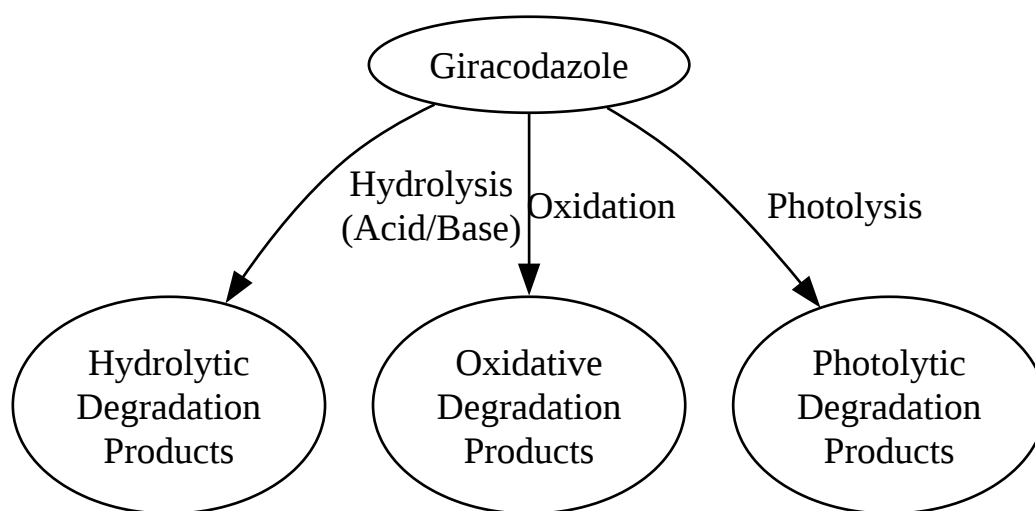 Giracodazole
Hydrolysis
(Acid/Base)
Oxidation
Photolysis
Hydrolytic
Degradation
Products
Oxidative
Degradation
Products
Photolytic
Degradation
Products